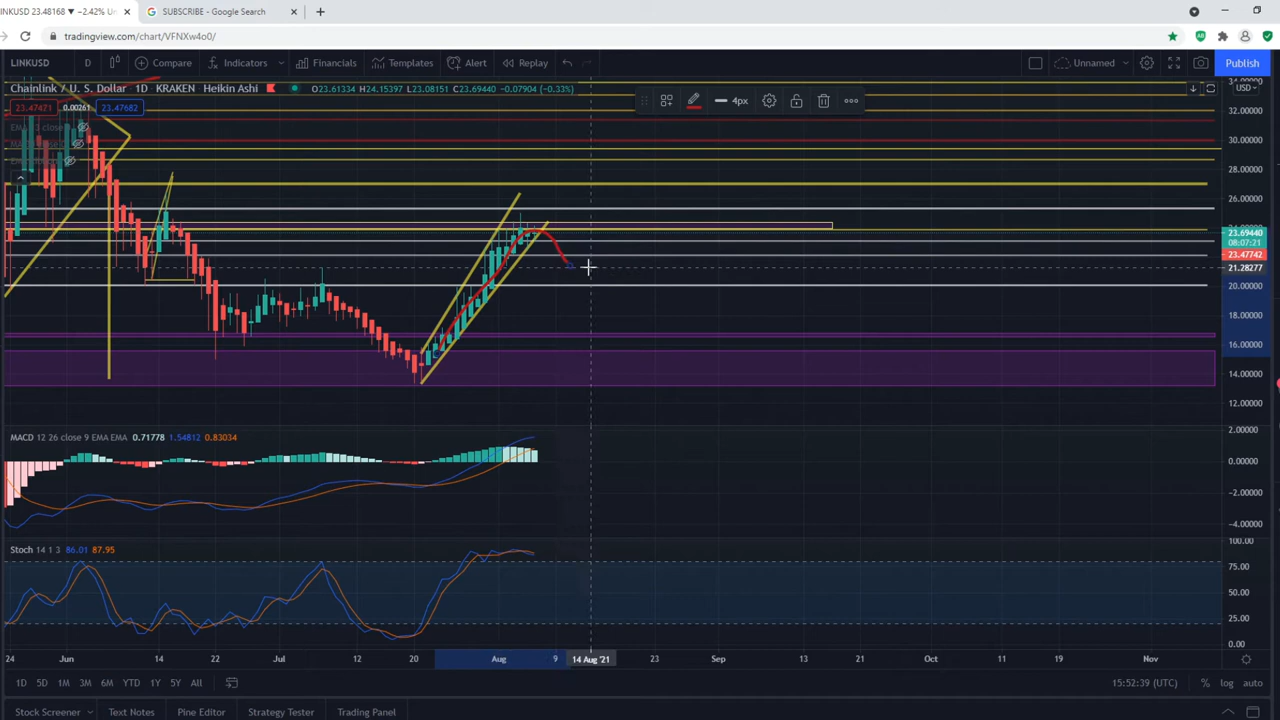 INKUSD 23.48168 ▼ −2.42% Un
SUBSCRIBE - Google Search
tradingview.com/chart/VFNXw4o0/
LINKUSD D Compare Indicators Financials Templates Alert Replay Unnamed Publish
Chainlink / U. S. Dollar · 1D · KRAKEN · Heikin Ashi O23.61334 H24.15397 L23.08151 C23.69440 −0.07904 (−0.33%)
4px
USD
23.47471 0.00261 23.47682
34.00000
32.00000
30.00000
28.00000
26.00000
23.69440
08:07:21
23.47742
21.28277
20.00000
18.00000
16.00000
14.00000
12.00000
MACD 12 26 close 9 EMA EMA 0.71778 1.54812 0.83034
2.00000
0.00000
−2.00000
−4.00000
Stoch 14 1 3 86.01 87.95
100.00
75.00
50.00
25.00
0.00
24 Jun 14 22 Jul 12 20 Aug 9 14 Aug '21 23 Sep 13 21 Oct 11 19 Nov
1D 5D 1M 3M 6M YTD 1Y 5Y All 15:52:39 (UTC) % log auto
Stock Screener Text Notes Pine Editor Strategy Tester Trading Panel